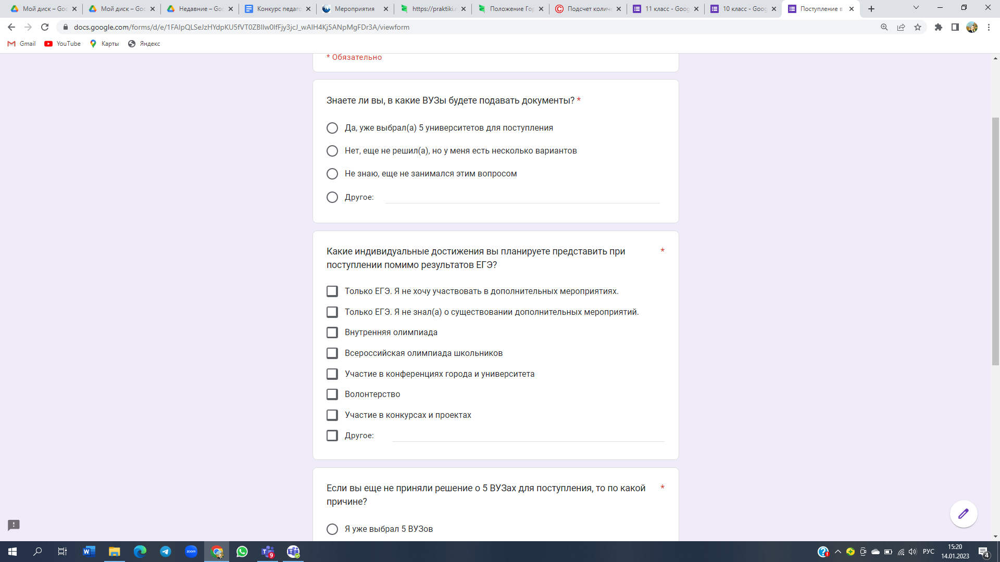 Мой диск – Goo
Мой диск – Goo
Недавние – Goo
Конкурс педаго
Мероприятия
https://praktiki.r
Положение Гор
Подсчет количе
11 класс - Goog
10 класс - Goog
Поступление в
docs.google.com/forms/d/e/1FAIpQLSeJzHYdpKU5fVT0ZBIlw0lfFjy3jcJ_wAlH4Kj5ANpMgFDr3A/viewform
Gmail
YouTube
Карты
Яндекс
* Обязательно
Знаете ли вы, в какие ВУЗы будете подавать документы? *
Да, уже выбрал(а) 5 университетов для поступления
Нет, еще не решил(а), но у меня есть несколько вариантов
Не знаю, еще не занимался этим вопросом
Другое:
Какие индивидуальные достижения вы планируете представить при *
поступлении помимо результатов ЕГЭ?
Только ЕГЭ. Я не хочу участвовать в дополнительных мероприятиях.
Только ЕГЭ. Я не знал(а) о существовании дополнительных мероприятий.
Внутренняя олимпиада
Всероссийская олимпиада школьников
Участие в конференциях города и университета
Волонтерство
Участие в конкурсах и проектах
Другое:
Если вы еще не приняли решение о 5 ВУЗах для поступления, то по какой *
причине?
Я уже выбрал 5 ВУЗов
zoom
9
РУС
15:20
14.01.2023
4